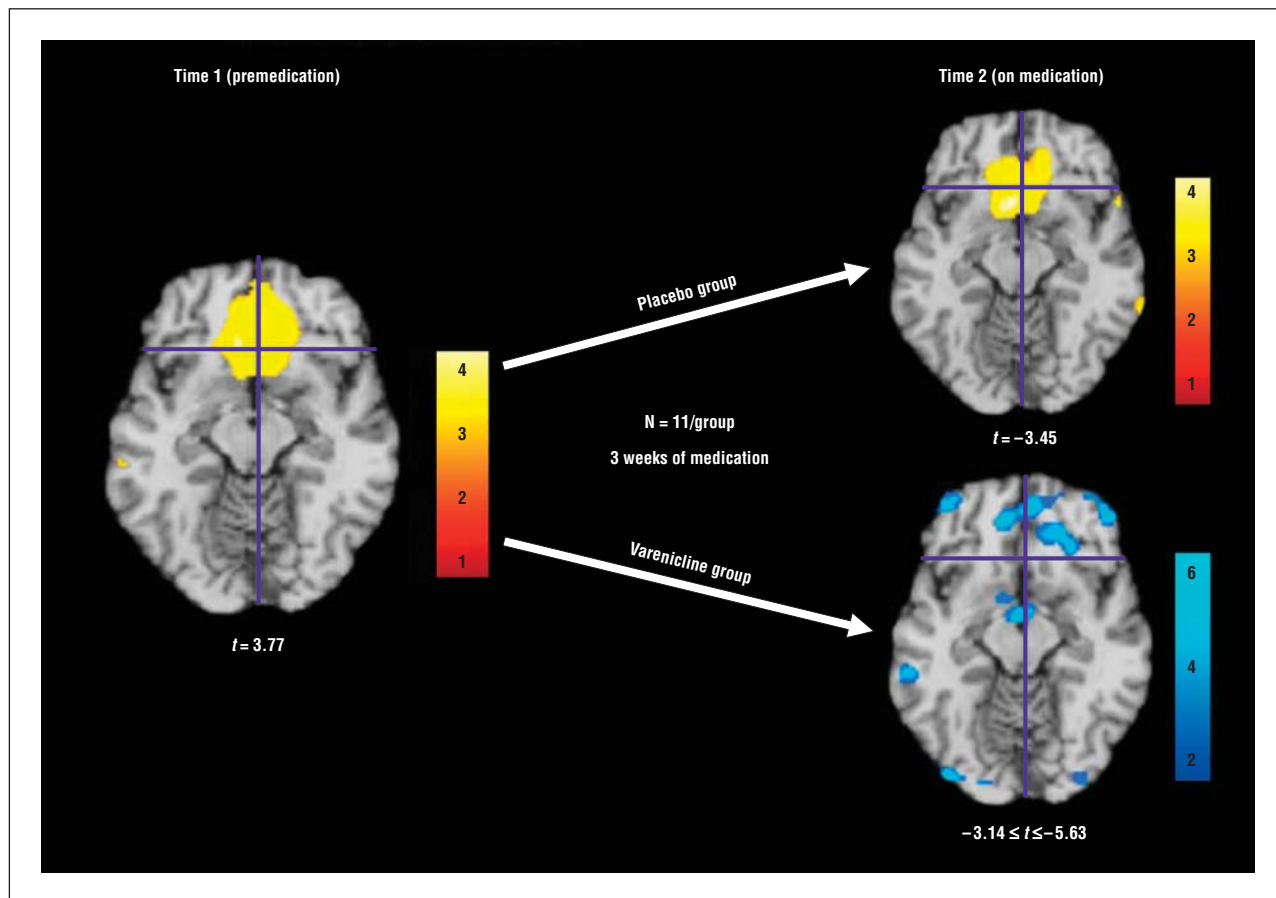 Time 1 (premedication)
Time 2 (on medication)
4
3
2
1
t = 3.77
Placebo group
N = 11/group
3 weeks of medication
Varenicline group
4
3
2
1
t = −3.45
6
4
2
−3.14 ≤ t ≤ −5.63